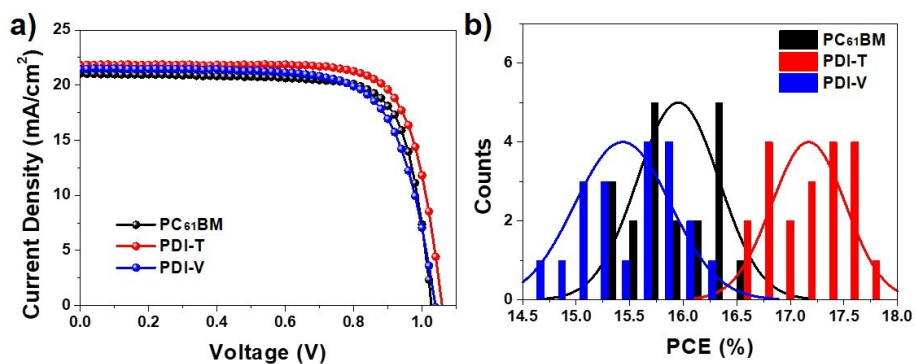 a)
25
20
15
10
5
0
Current Density (mA/cm²)
PC₆₁BM
PDI-T
PDI-V
0.0 0.2 0.4 0.6 0.8 1.0
Voltage (V)
b)
6
4
2
0
Counts
PC₆₁BM
PDI-T
PDI-V
14.5 15.0 15.5 16.0 16.5 17.0 17.5 18.0
PCE (%)